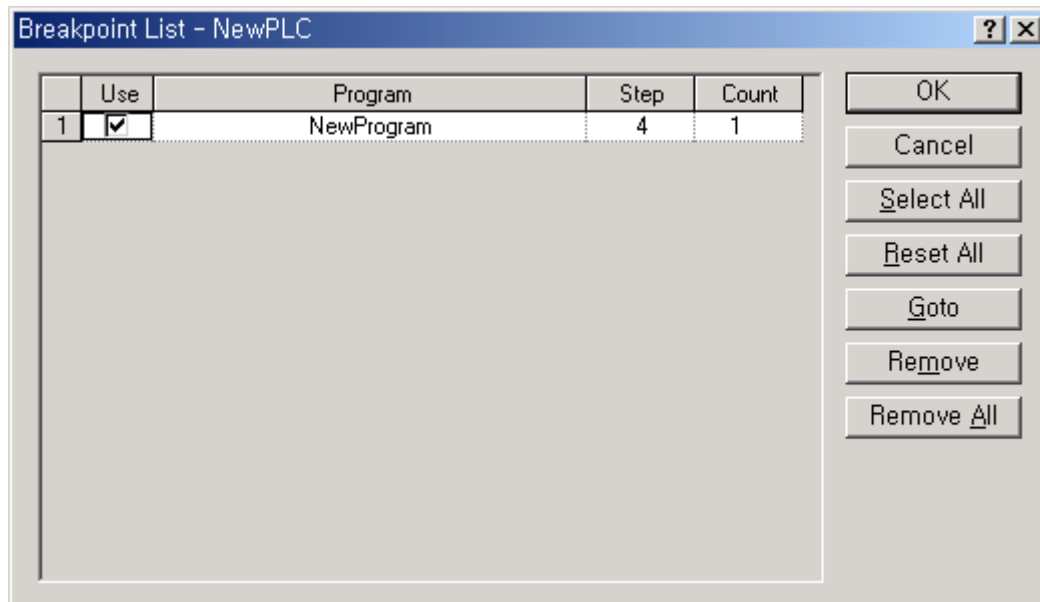 Breakpoint List - NewPLC
Use Program Step Count
1 NewProgram 4 1
OK
Cancel
Select All
Reset All
Goto
Remove
Remove All